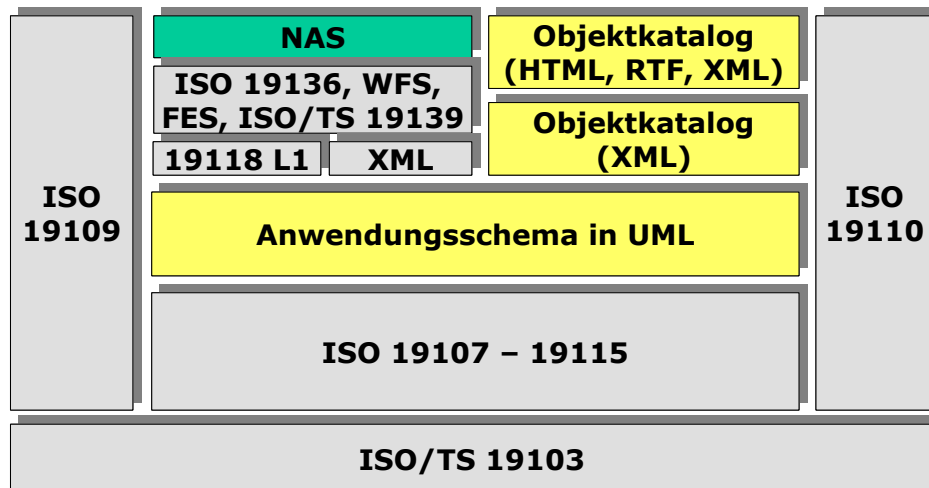 NAS
Objektkatalog
(HTML, RTF, XML)
ISO 19136, WFS,
FES, ISO/TS 19139
Objektkatalog
(XML)
19118 L1
XML
ISO
19109
ISO
19110
Anwendungsschema in UML
ISO 19107 – 19115
ISO/TS 19103